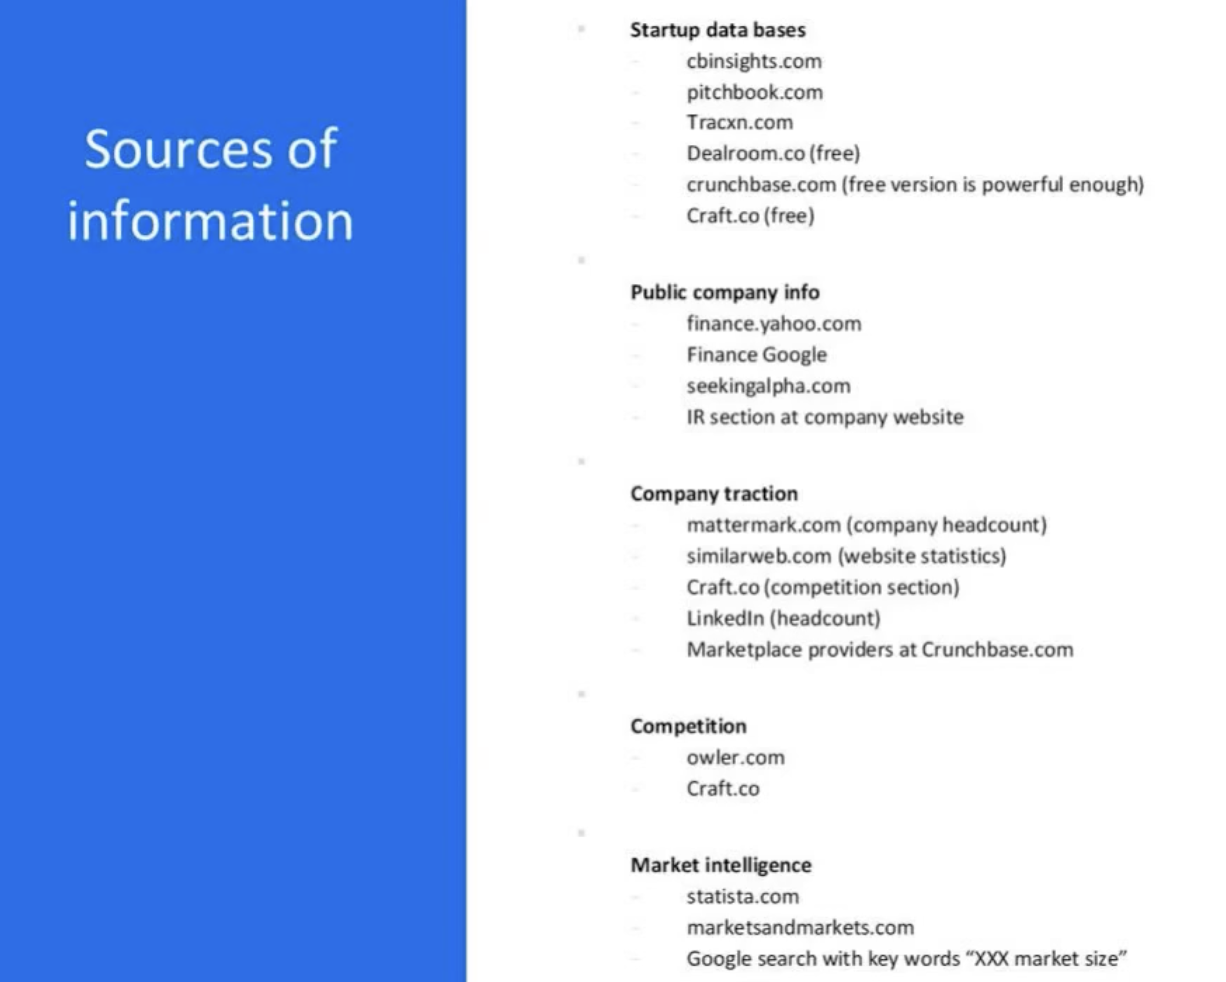 Sources of
information
Startup data bases
cbinsights.com
pitchbook.com
Tracxn.com
Dealroom.co (free)
crunchbase.com (free version is powerful enough)
Craft.co (free)
Public company info
finance.yahoo.com
Finance Google
seekingalpha.com
IR section at company website
Company traction
mattermark.com (company headcount)
similarweb.com (website statistics)
Craft.co (competition section)
LinkedIn (headcount)
Marketplace providers at Crunchbase.com
Competition
owler.com
Craft.co
Market intelligence
statista.com
marketsandmarkets.com
Google search with key words “XXX market size”